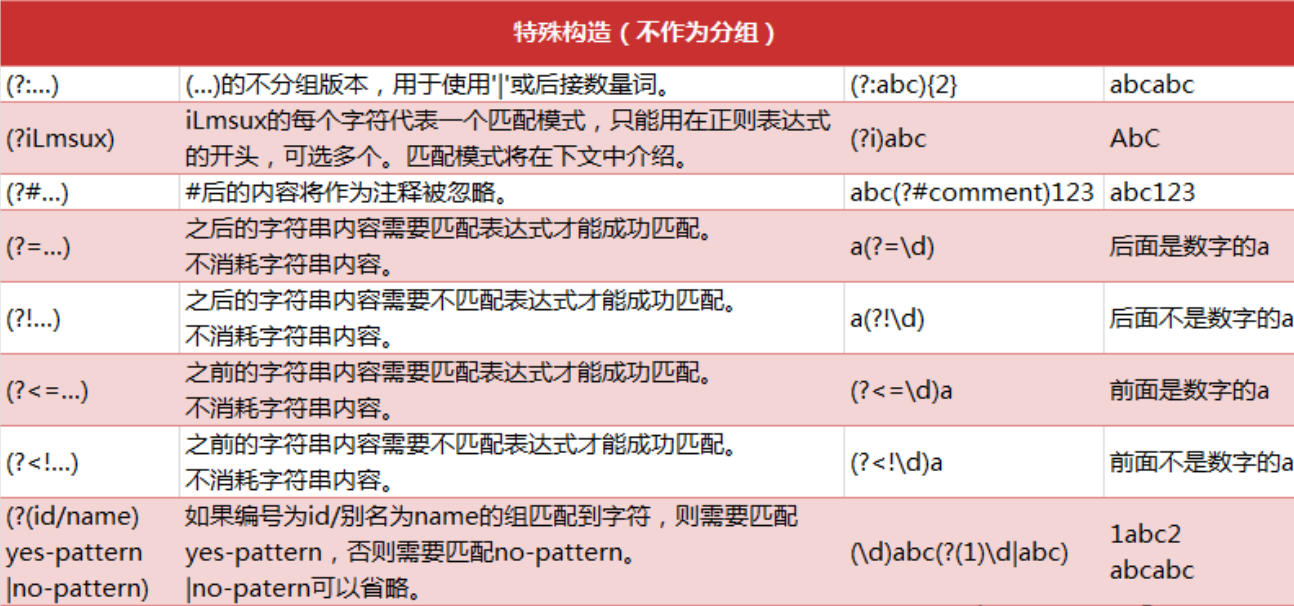 特殊构造（不作为分组）
(?:...) (...)的不分组版本，用于使用'|'或后接数量词。 (?:abc){2} abcabc
(?iLmsux) iLmsux的每个字符代表一个匹配模式，只能用在正则表达式
的开头，可选多个。匹配模式将在下文中介绍。 (?i)abc AbC
(?#...) #后的内容将作为注释被忽略。 abc(?#comment)123 abc123
(?=...) 之后的字符串内容需要匹配表达式才能成功匹配。
不消耗字符串内容。 a(?=\d) 后面是数字的a
(?!...) 之后的字符串内容需要不匹配表达式才能成功匹配。
不消耗字符串内容。 a(?!\d) 后面不是数字的a
(?<=...) 之前的字符串内容需要匹配表达式才能成功匹配。
不消耗字符串内容。 (?<=\d)a 前面是数字的a
(?<!...) 之前的字符串内容需要不匹配表达式才能成功匹配。
不消耗字符串内容。 (?<!\d)a 前面不是数字的a
(?(id/name)
yes-pattern
|no-pattern)
如果编号为id/别名为name的组匹配到字符，则需要匹配
yes-pattern，否则需要匹配no-pattern。
|no-patern可以省略。
(\d)abc(?(1)\d|abc)
1abc2
abcabc